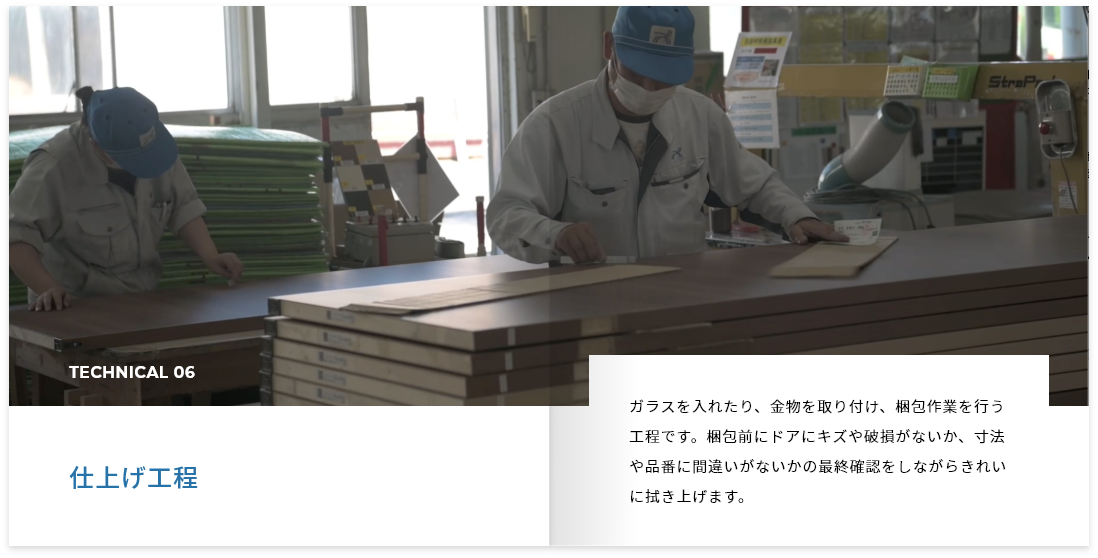 StraPack
TECHNICAL 06
仕上げ工程
ガラスを入れたり、金物を取り付け、梱包作業を行う
工程です。梱包前にドアにキズや破損がないか、寸法
や品番に間違いがないかの最終確認をしながらきれい
に拭き上げます。